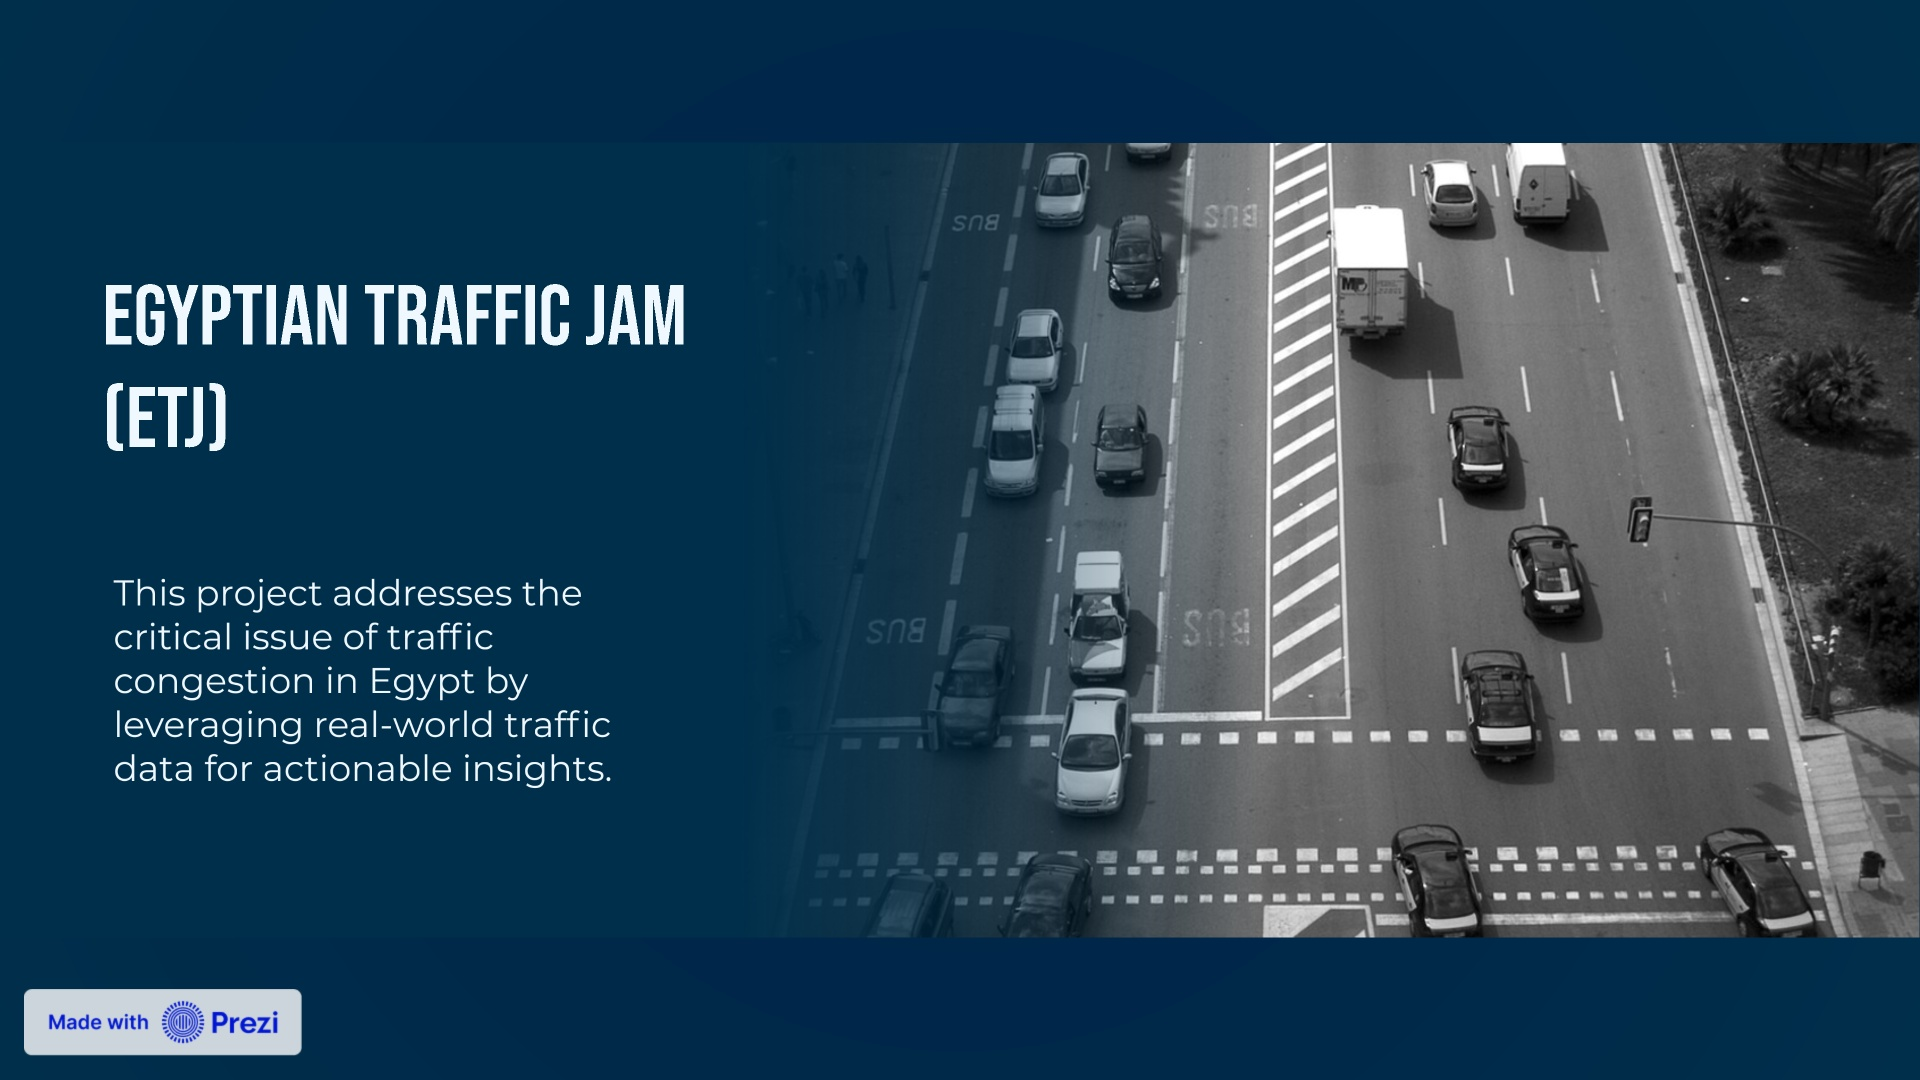 EGYPTIAN TRAFFIC JAM
(ETJ)
This project addresses the
critical issue of traffic
congestion in Egypt by
leveraging real-world traffic
data for actionable insights.
BUS
BUS
BUS
BUS
Made with Prezi